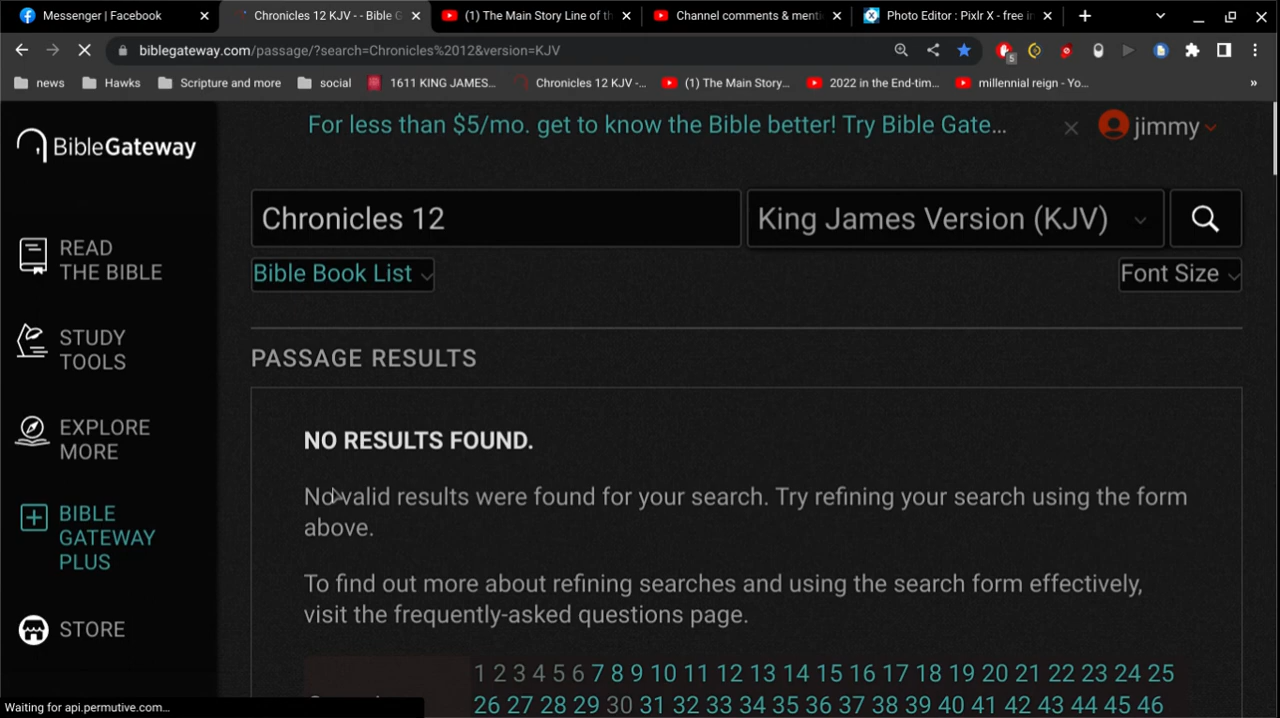 Messenger | Facebook
Chronicles 12 KJV - - Bible G
(1) The Main Story Line of th
Channel comments & menti
Photo Editor : Pixlr X - free i
biblegateway.com/passage/?search=Chronicles%2012&version=KJV
5
news
Hawks
Scripture and more
social
1611 KING JAMES...
Chronicles 12 KJV -...
(1) The Main Story...
2022 in the End-tim...
millennial reign - Yo...
»
BibleGateway
For less than $5/mo. get to know the Bible better! Try Bible Gate...
jimmy
Chronicles 12
King James Version (KJV)
Bible Book List
Font Size
READ
THE BIBLE
STUDY
TOOLS
EXPLORE
MORE
BIBLE
GATEWAY
PLUS
STORE
PASSAGE RESULTS
NO RESULTS FOUND.
No valid results were found for your search. Try refining your search using the form
above.
To find out more about refining searches and using the search form effectively,
visit the frequently-asked questions page.
1 2 3 4 5 6 7 8 9 10 11 12 13 14 15 16 17 18 19 20 21 22 23 24 25
26 27 28 29 30 31 32 33 34 35 36 37 38 39 40 41 42 43 44 45 46
Waiting for api.permutive.com...